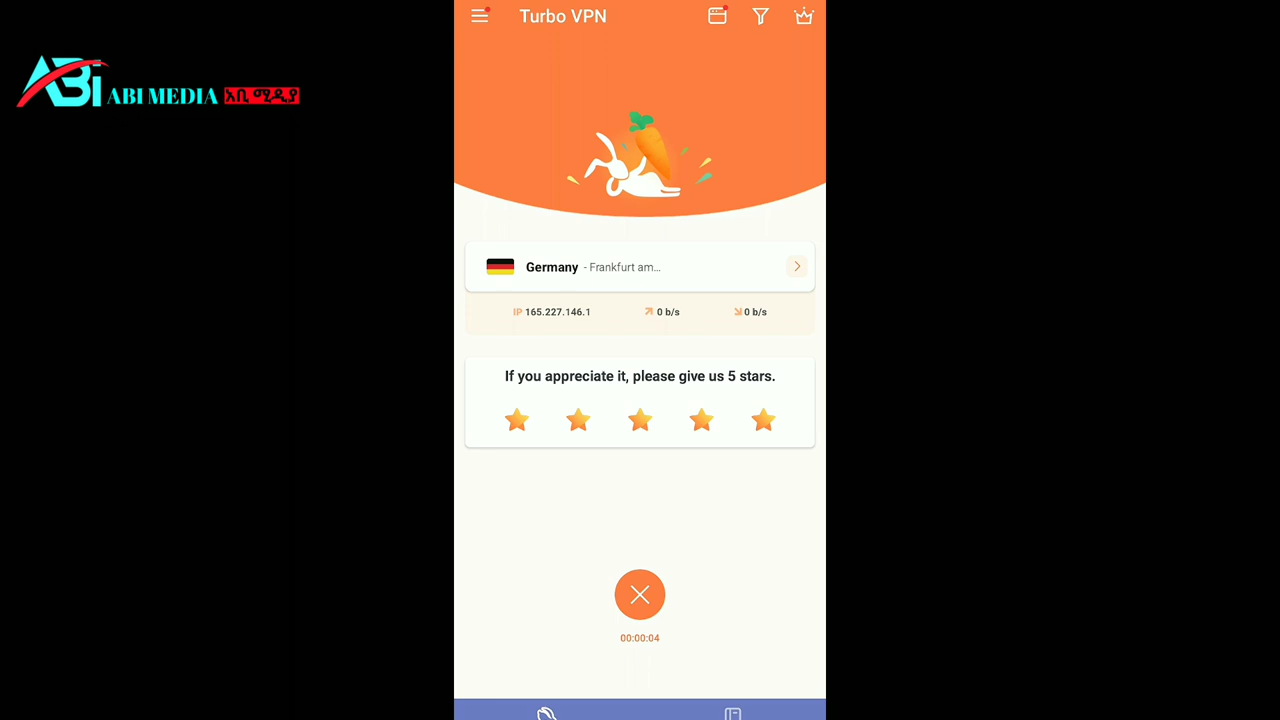 Turbo VPN
ABI MEDIA አቢ ሚዲያ
Germany - Frankfurt am...
IP 165.227.146.1 0 b/s 0 b/s
If you appreciate it, please give us 5 stars.
00:00:04